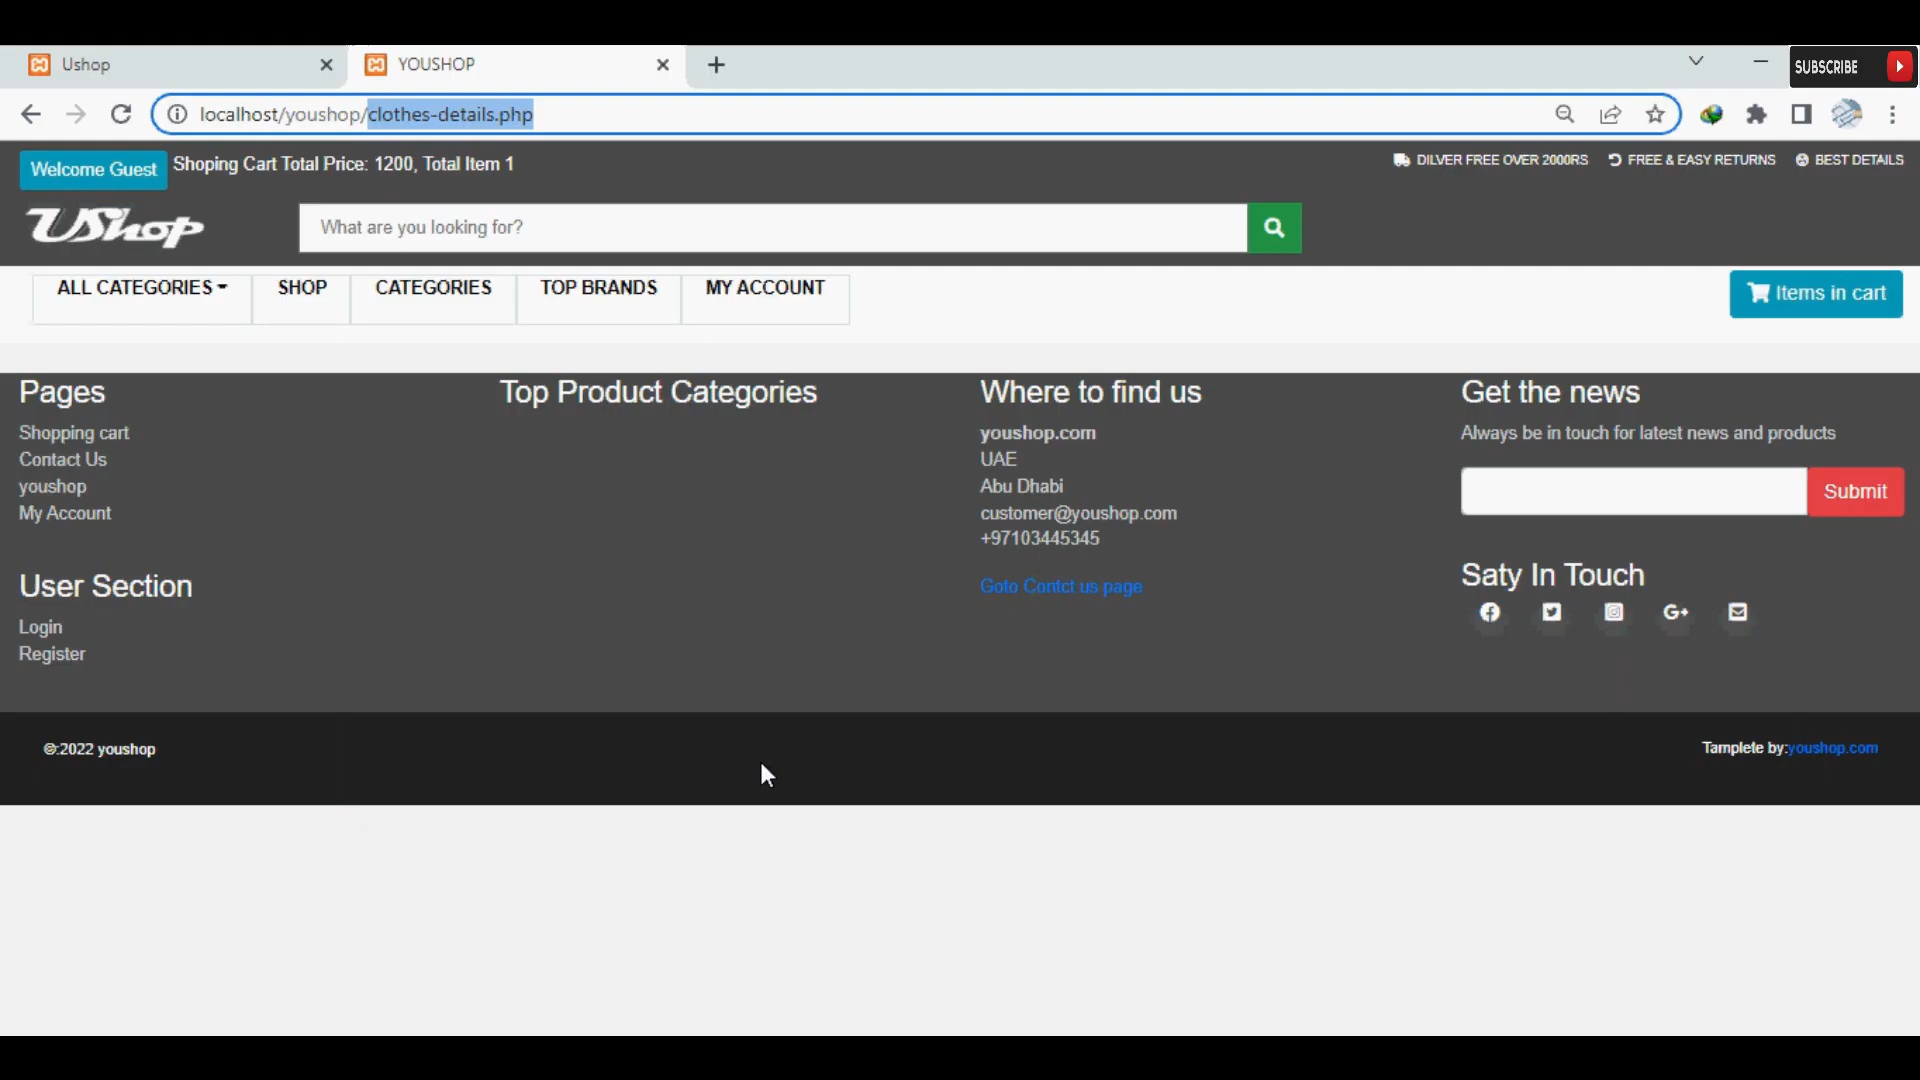 Ushop
YOUSHOP
SUBSCRIBE
localhost/youshop/clothes-details.php
Welcome Guest
Shoping Cart Total Price: 1200, Total Item 1
DILVER FREE OVER 2000RS
FREE & EASY RETURNS
BEST DETAILS
UShop
What are you looking for?
ALL CATEGORIES
SHOP
CATEGORIES
TOP BRANDS
MY ACCOUNT
Items in cart
Pages
Shopping cart
Contact Us
youshop
My Account
User Section
Login
Register
Top Product Categories
Where to find us
youshop.com
UAE
Abu Dhabi
customer@youshop.com
+97103445345
Goto Contct us page
Get the news
Always be in touch for latest news and products
Submit
Saty In Touch
G+
©:2022 youshop
Tamplete by:youshop.com